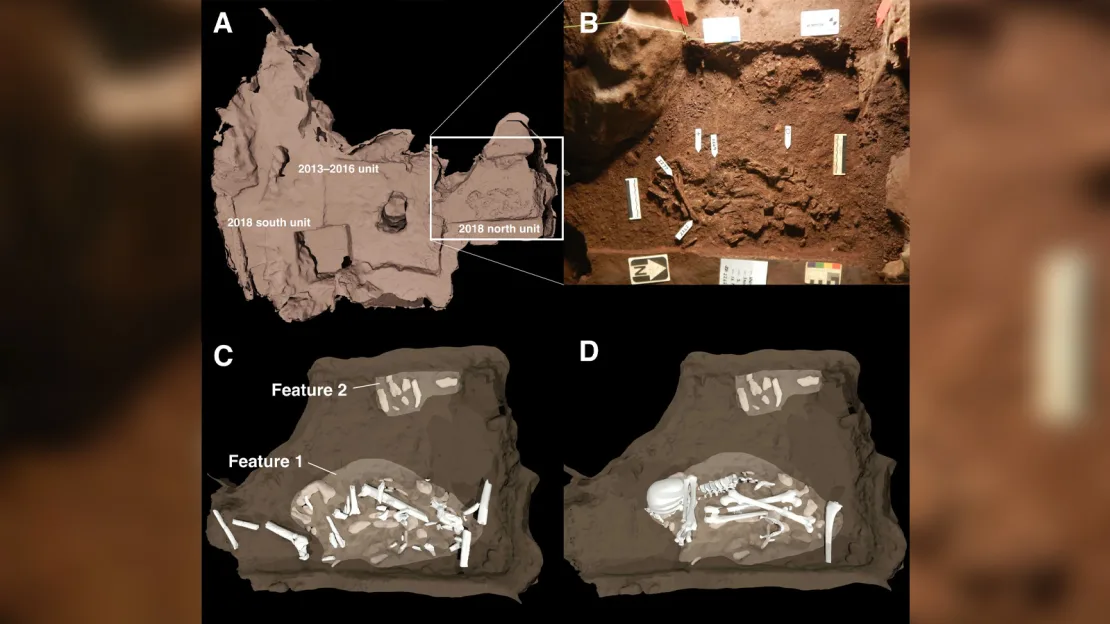 A
2013–2016 unit
2018 south unit
2018 north unit
B
N
C
Feature 2
Feature 1
D